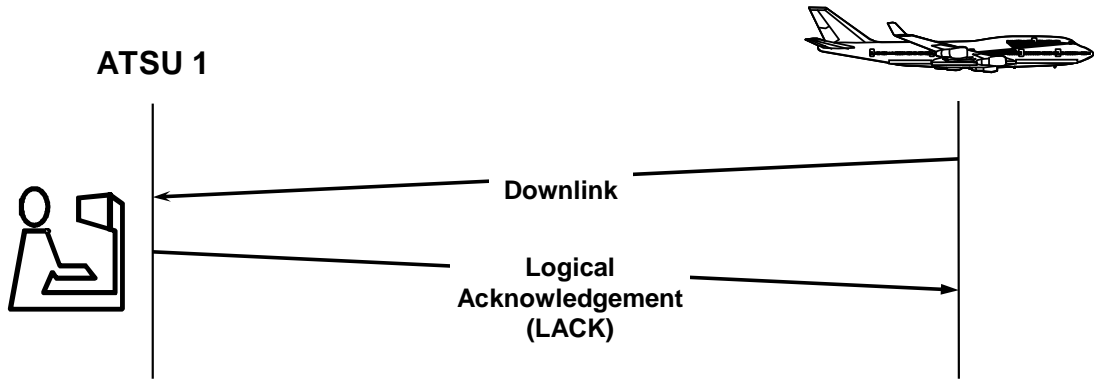 ATSU 1
Downlink
Logical
Acknowledgement
(LACK)